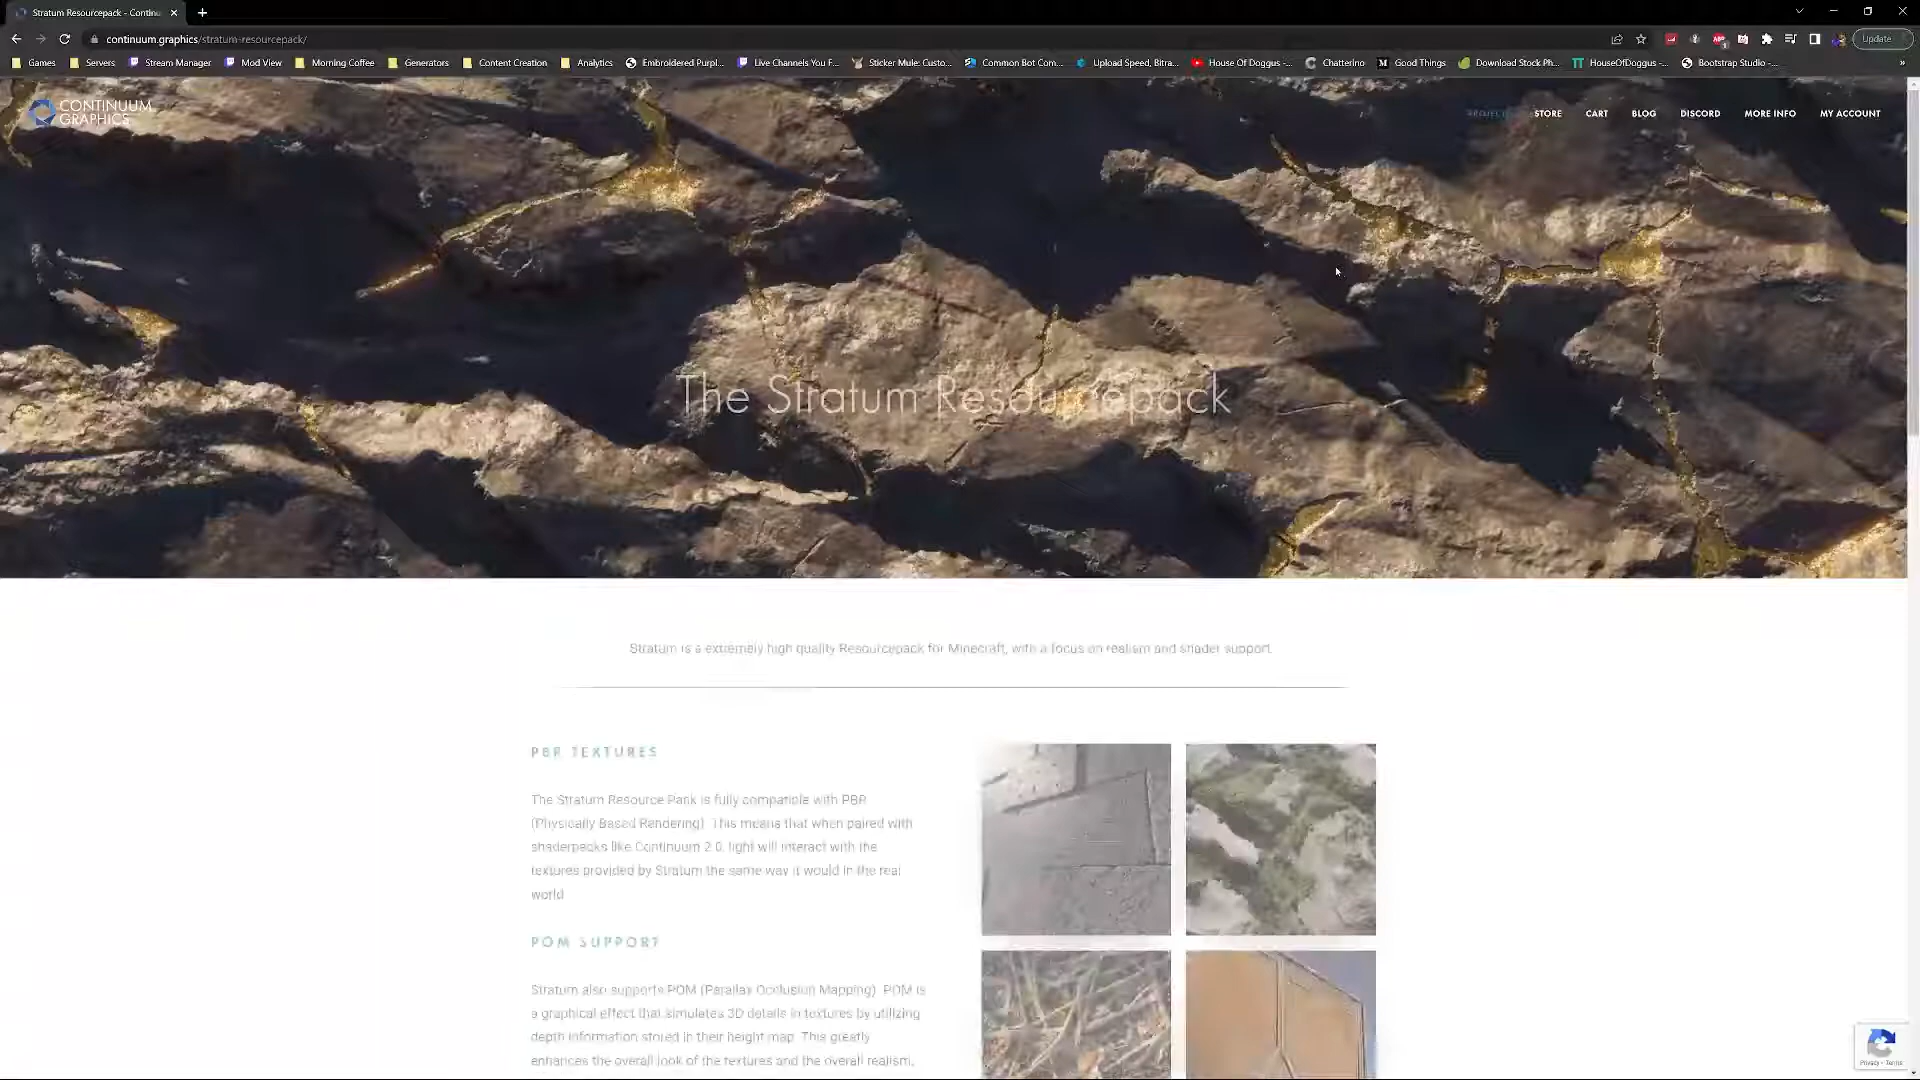 Stratum Resourcepack - Continu
continuum.graphics/stratum-resourcepack/
Update
Games
Servers
Stream Manager
Mod View
Morning Coffee
Generators
Content Creation
Analytics
Embroidered Purpl...
Live Channels You F...
Sticker Mule: Custo...
Common Bot Com...
Upload Speed, Bitra...
House Of Doggus -...
Chatterino
Good Things
Download Stock Ph...
HouseOfDoggus -...
Bootstrap Studio -...
CONTINUUM
GRAPHICS
STORE
CART
BLOG
DISCORD
MORE INFO
MY ACCOUNT
The Stratum Resourcepack
Stratum is a extremely high quality Resourcepack for Minecraft, with a focus on realism and shader support.
PBR TEXTURES
The Stratum Resource Pack is fully compatible with PBR
(Physically Based Rendering). This means that when paired with
shaderpacks like Continuum 2.0, light will interact with the
textures provided by Stratum the same way it would in the real
world.
POM SUPPORT
Stratum also supports POM (Parallax Occlusion Mapping). POM is
a graphical effect that simulates 3D details in textures by utilizing
depth information stored in their height map. This greatly
enhances the overall look of the textures and the overall realism,
Privacy - Terms